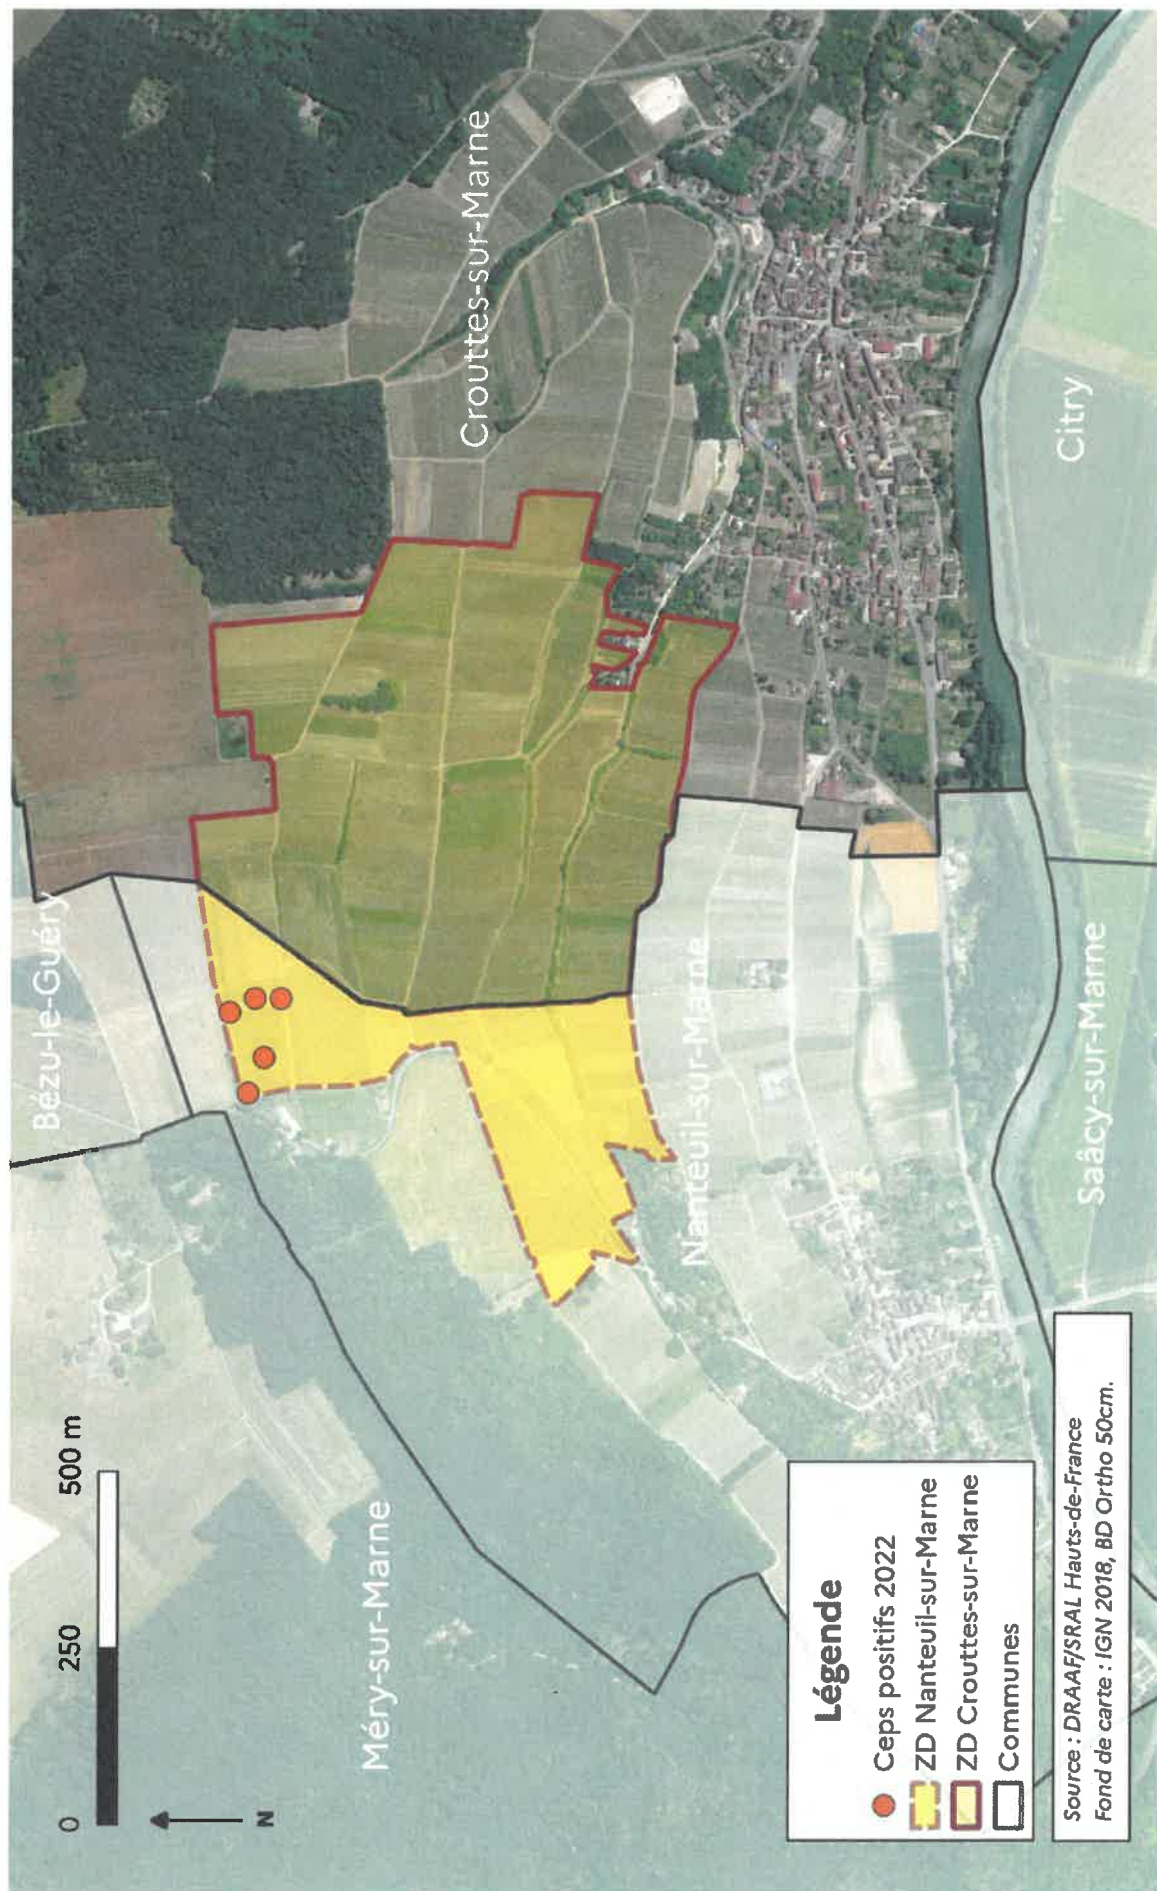 0 250 500 m
N
Bézu-le-Guéry
Méry-sur-Marne
Crouttes-sur-Marne
Nanteuil-sur-Marne
Citry
Saâcy-sur-Marne
Légende
Ceps positifs 2022
ZD Nanteuil-sur-Marne
ZD Crouttes-sur-Marne
Communes
Source : DRAAF/SRAL Hauts-de-France
Fond de carte : IGN 2018, BD Ortho 50cm.